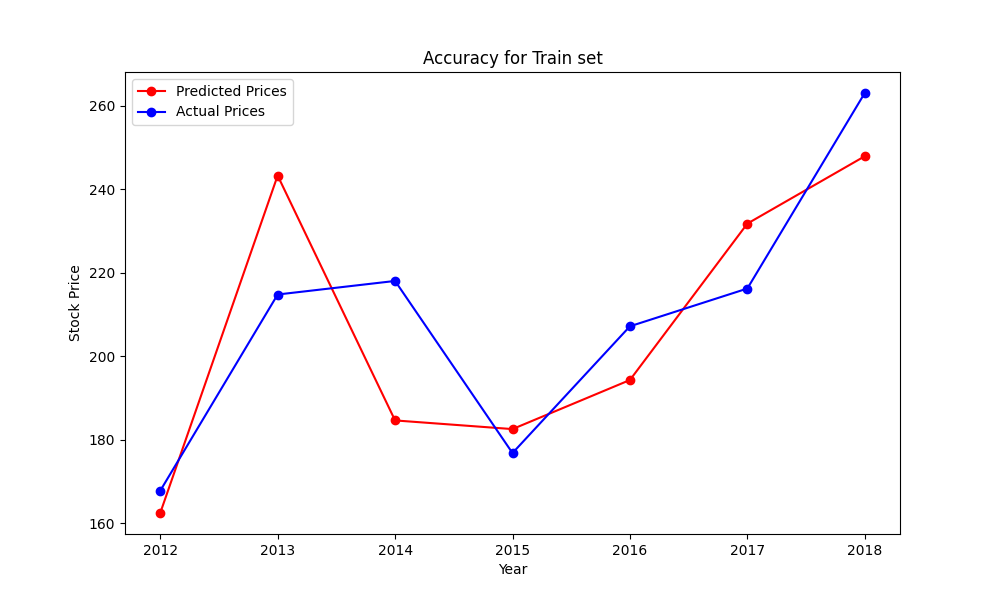 Accuracy for Train set
Predicted Prices
Actual Prices
Stock Price
260
240
220
200
180
160
2012 2013 2014 2015 2016 2017 2018
Year